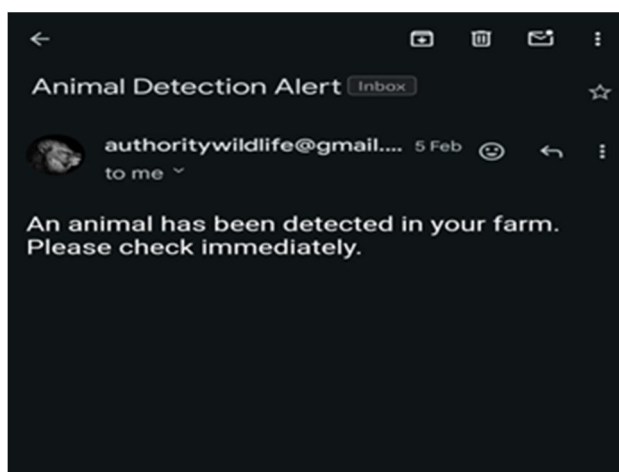 Animal Detection Alert Inbox
authoritywildlife@gmail.... 5 Feb
to me
An animal has been detected in your farm.
Please check immediately.